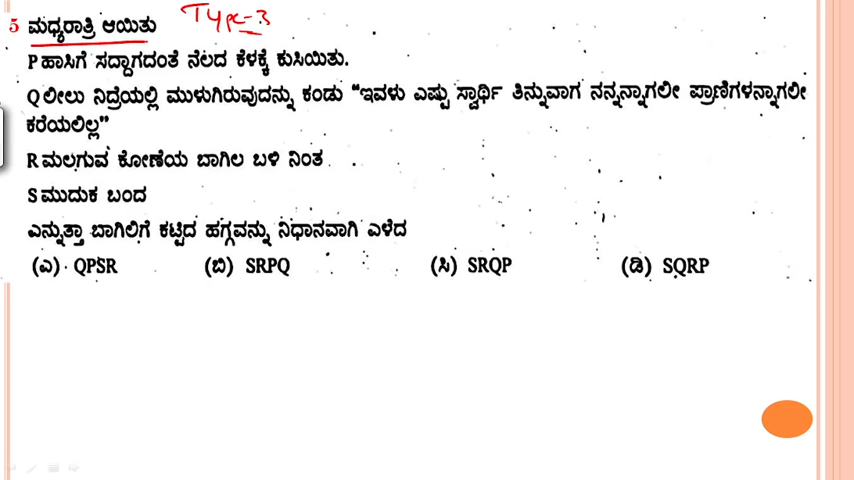 5 ಮಧ್ಯರಾತ್ರಿ ಆಯಿತು Type-3
P ಹಾಸಿಗೆ ಸದ್ದಾಗದಂತೆ ನೆಲದ ಕೆಳಕ್ಕೆ ಕುಸಿಯಿತು.
Q ಲೀಲು ನಿದ್ರೆಯಲ್ಲಿ ಮುಳುಗಿರುವುದನ್ನು ಕಂಡು “ಇವಳು ಎಷ್ಟು ಸ್ವಾರ್ಥಿ ತಿನ್ನುವಾಗ ನನ್ನನ್ನಾಗಲೀ ಪ್ರಾಣಿಗಳನ್ನಾಗಲೀ
ಕರೆಯಲಿಲ್ಲ”
R ಮಲಗುವ ಕೋಣೆಯ ಬಾಗಿಲ ಬಳಿ ನಿಂತ
S ಮುದುಕ ಬಂದ
ಎನ್ನುತ್ತಾ ಬಾಗಿಲಿಗೆ ಕಟ್ಟಿದ ಹಗ್ಗವನ್ನು ನಿಧಾನವಾಗಿ ಎಳೆದ
(ಎ) QPSR (ಬಿ) SRPQ (ಸಿ) SRQP (ಡಿ) SQRP